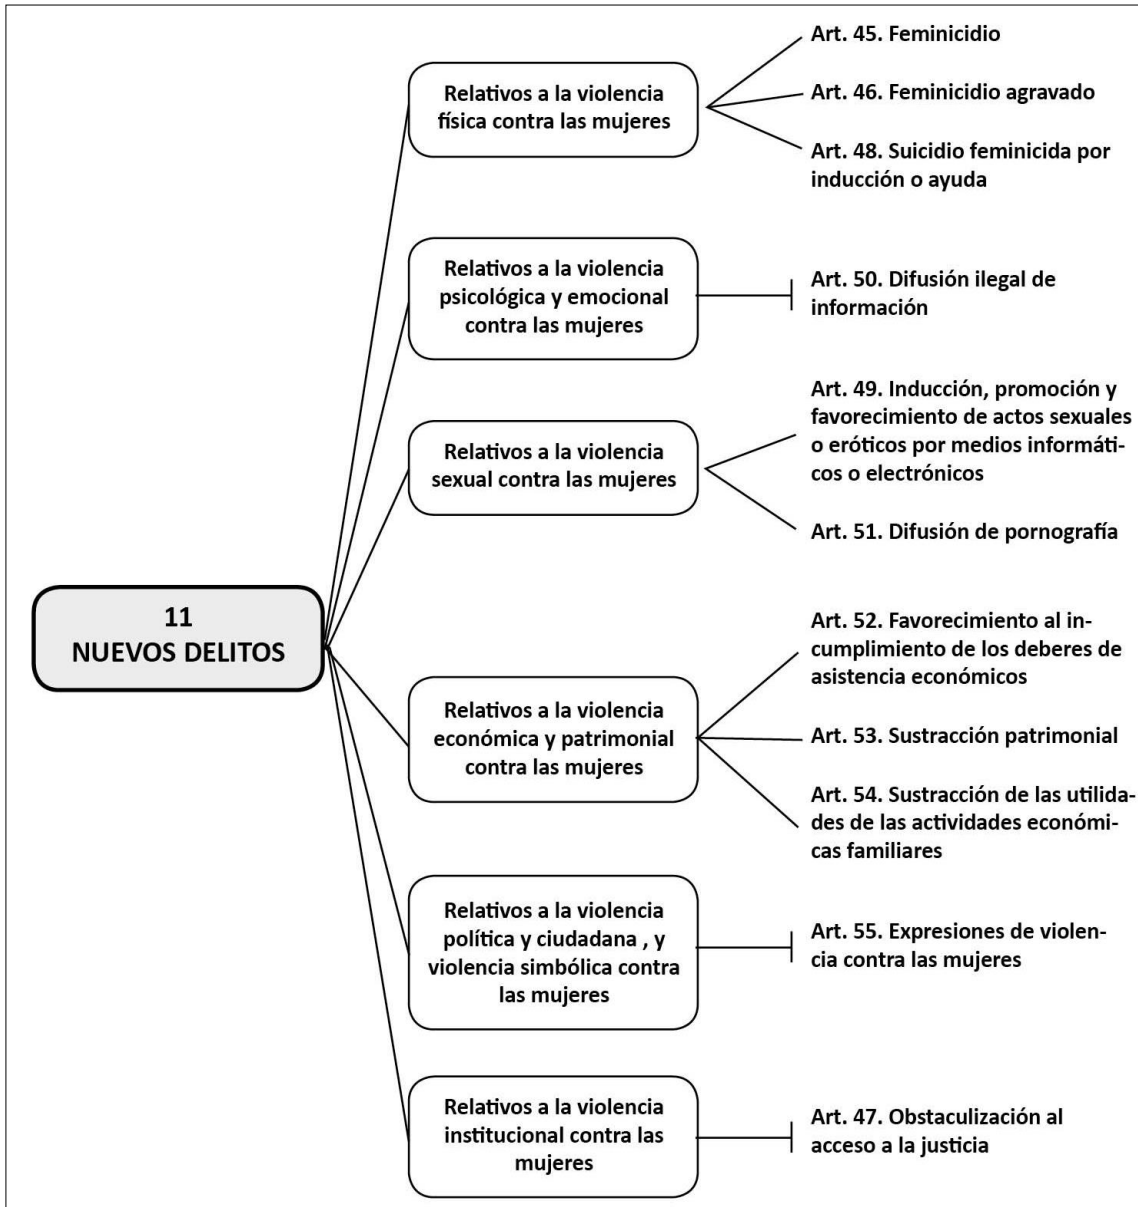 11
NUEVOS DELITOS
Relativos a la violencia
física contra las mujeres
Art. 45. Feminicidio
Art. 46. Feminicidio agravado
Art. 48. Suicidio feminicida por
inducción o ayuda
Relativos a la violencia
psicológica y emocional
contra las mujeres
Art. 50. Difusión ilegal de
información
Relativos a la violencia
sexual contra las mujeres
Art. 49. Inducción, promoción y
favorecimiento de actos sexuales
o eróticos por medios informáti-
cos o electrónicos
Art. 51. Difusión de pornografía
Relativos a la violencia
económica y patrimonial
contra las mujeres
Art. 52. Favorecimiento al in-
cumplimiento de los deberes de
asistencia económicos
Art. 53. Sustracción patrimonial
Art. 54. Sustracción de las utilida-
des de las actividades económi-
cas familiares
Relativos a la violencia
política y ciudadana , y
violencia simbólica contra
las mujeres
Art. 55. Expresiones de violen-
cia contra las mujeres
Relativos a la violencia
institucional contra las
mujeres
Art. 47. Obstaculización al
acceso a la justicia